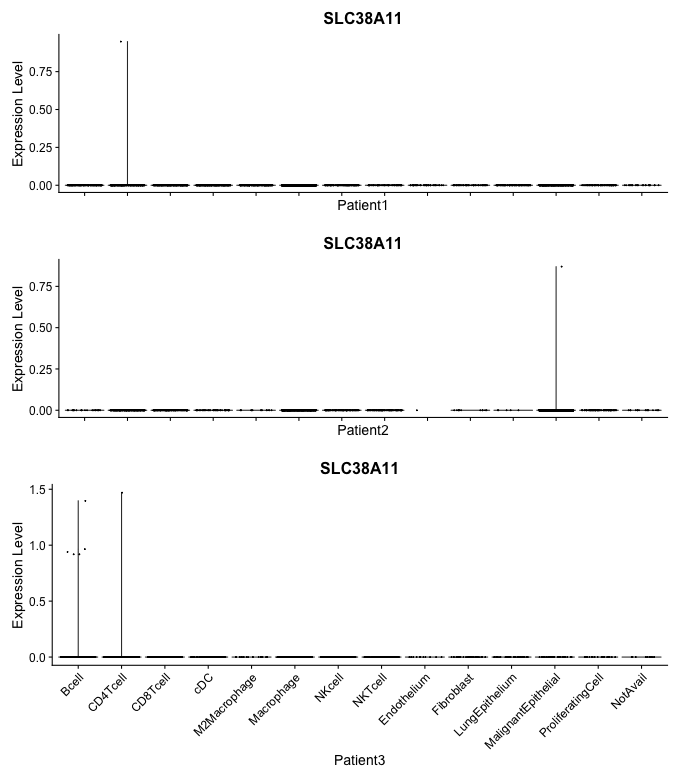 SLC38A11
Expression Level
0.75
0.50
0.25
0.00
Patient1
SLC38A11
Expression Level
0.75
0.50
0.25
0.00
Patient2
SLC38A11
Expression Level
1.5
1.0
0.5
0.0
Bcell
CD4Tcell
CD8Tcell
cDC
M2Macrophage
Macrophage
NKcell
NKTcell
Endothelium
Fibroblast
LungEpithelium
MalignantEpithelial
ProliferatingCell
NotAvail
Patient3